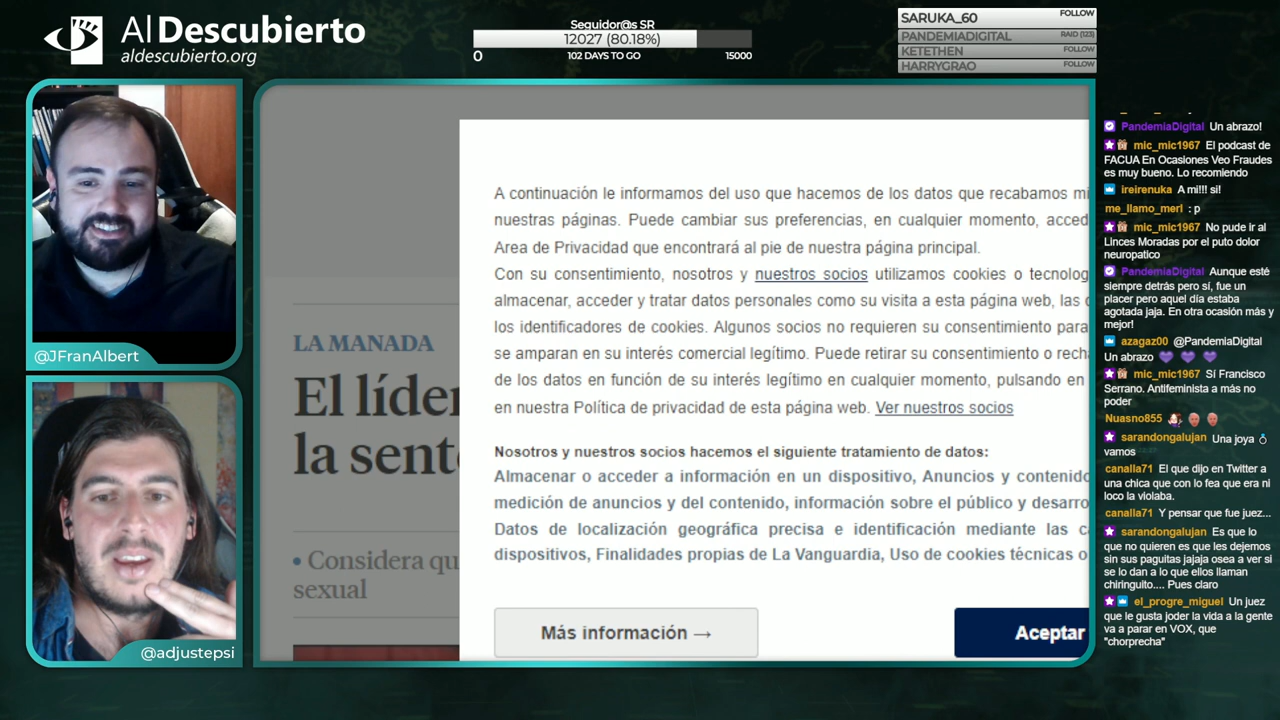 Al Descubierto
aldescubierto.org
Seguidor@s SR
12027 (80.18%)
0
102 DAYS TO GO
15000
SARUKA_60 FOLLOW
PANDEMIADIGITAL RAID (123)
KETETHEN FOLLOW
HARRYGRAO FOLLOW
@JFranAlbert
@adjustepsi
LA MANADA
El líder
la sent
• Considera qu
sexual
A continuación le informamos del uso que hacemos de los datos que recabamos mi
nuestras páginas. Puede cambiar sus preferencias, en cualquier momento, acced
Area de Privacidad que encontrará al pie de nuestra página principal.
Con su consentimiento, nosotros y nuestros socios utilizamos cookies o tecnolog
almacenar, acceder y tratar datos personales como su visita a esta página web, las
los identificadores de cookies. Algunos socios no requieren su consentimiento para
se amparan en su interés comercial legítimo. Puede retirar su consentimiento o rech
de los datos en función de su interés legítimo en cualquier momento, pulsando en
en nuestra Política de privacidad de esta página web. Ver nuestros socios
Nosotros y nuestros socios hacemos el siguiente tratamiento de datos:
Almacenar o acceder a información en un dispositivo, Anuncios y contenido
medición de anuncios y del contenido, información sobre el público y desarro
Datos de localización geográfica precisa e identificación mediante las ca
dispositivos, Finalidades propias de La Vanguardia, Uso de cookies técnicas o
Más información →
Aceptar
PandemiaDigital Un abrazo!
mic_mic1967 El podcast de
FACUA En Ocasiones Veo Fraudes
es muy bueno. Lo recomiendo
ireirenuka A mi!!! si!
me_llamo_merl : p
mic_mic1967 No pude ir al
Linces Moradas por el puto dolor
neuropatico
PandemiaDigital Aunque esté
siempre detrás pero sí, fue un
placer pero aquel día estaba
agotada jaja. En otra ocasión más y
mejor!
azagaz00 @PandemiaDigital
Un abrazo 💜 💜 💜
mic_mic1967 Sí Francisco
Serrano. Antifeminista a más no
poder
Nuasno855
sarandongalujan Una joya 💍
vamos
canalla71 El que dijo en Twitter a
una chica que con lo fea que era ni
loco la violaba.
canalla71 Y pensar que fue juez...
sarandongalujan Es que lo
que no quieren es que les dejemos
sin sus paguitas jajaja osea a ver si
se lo dan a lo que ellos llaman
chiringuito.... Pues claro
el_progre_miguel Un juez
que le gusta joder la vida a la gente
va a parar en VOX, que
"chorprecha"